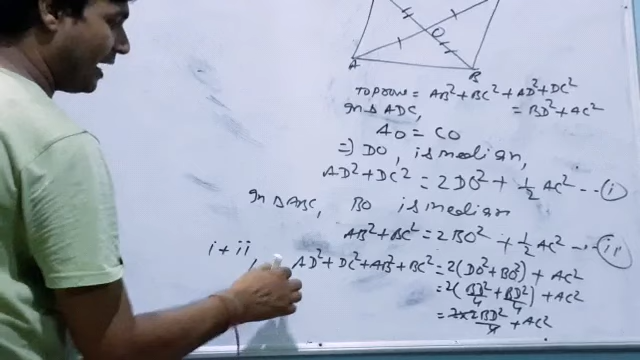 O
A
B
To prove = AB² + BC² + AD² + DC²
= BD² + AC²
In Δ ADC,
AO = CO
⇒ DO, is median,
AD² + DC² = 2DO² + 1/2 AC² --- (i)
In ΔABC, BO is median
AB² + BC² = 2BO² + 1/2 AC² --- (ii)
i + ii
AD² + DC² + AB² + BC² = 2(DO² + BO²) + AC²
= 2(BD²/4 + BD²/4) + AC²
= 2×2BD²/4 + AC²